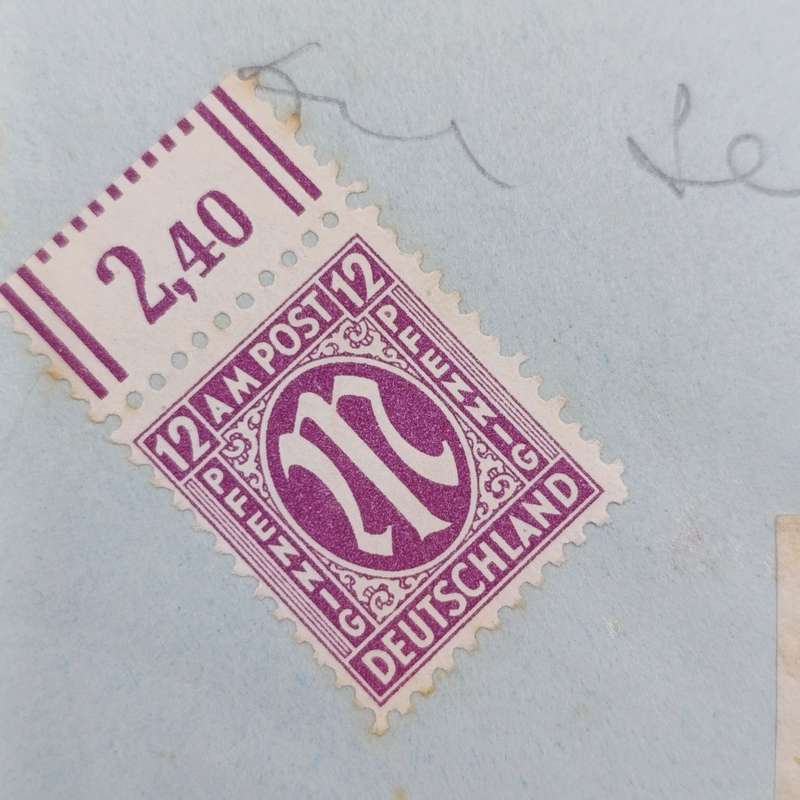 2,40
12 AM POST 12
PFENNIG
PFENNIG
M
DEUTSCHLAND